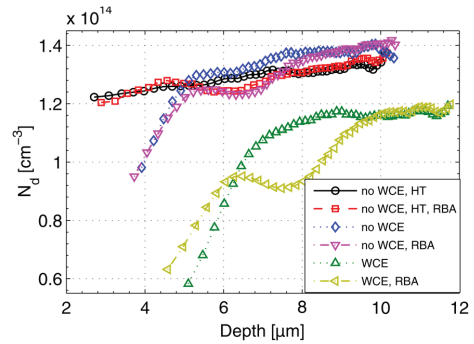 x 10^14
1.4
1.2
1
0.8
0.6
N_d [cm^-3]
no WCE, HT
no WCE, HT, RBA
no WCE
no WCE, RBA
WCE
WCE, RBA
2 4 6 8 10 12
Depth [μm]